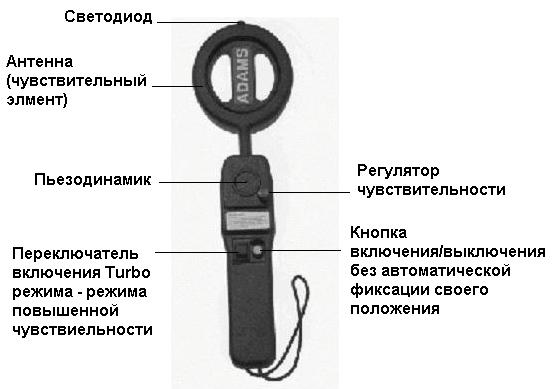 Светодиод
Антенна
(чувствительный
элмент)
ADAMS
Пьезодинамик
Регулятор
чувствительности
Переключатель
включения Turbo
режима - режима
повышенной
чувствиельности
Кнопка
включения/выключения
без автоматической
фиксации своего
положения